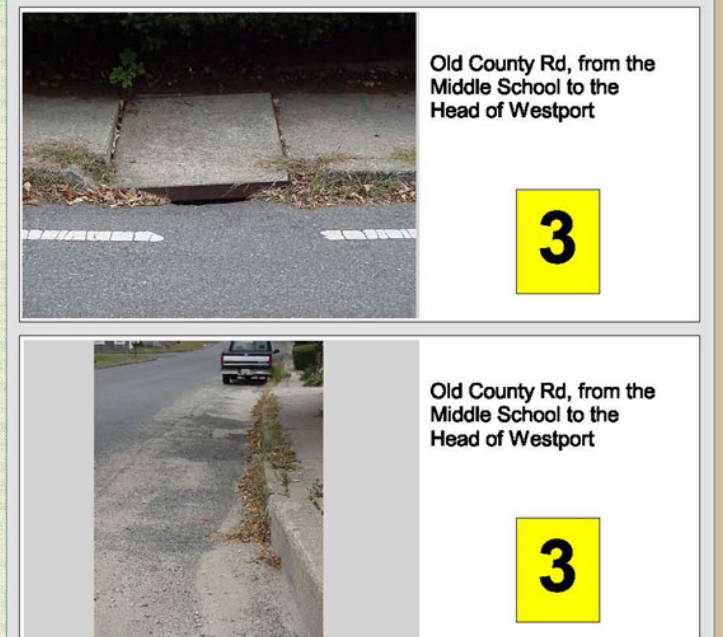 Old County Rd, from the
Middle School to the
Head of Westport
3
Old County Rd, from the
Middle School to the
Head of Westport
3